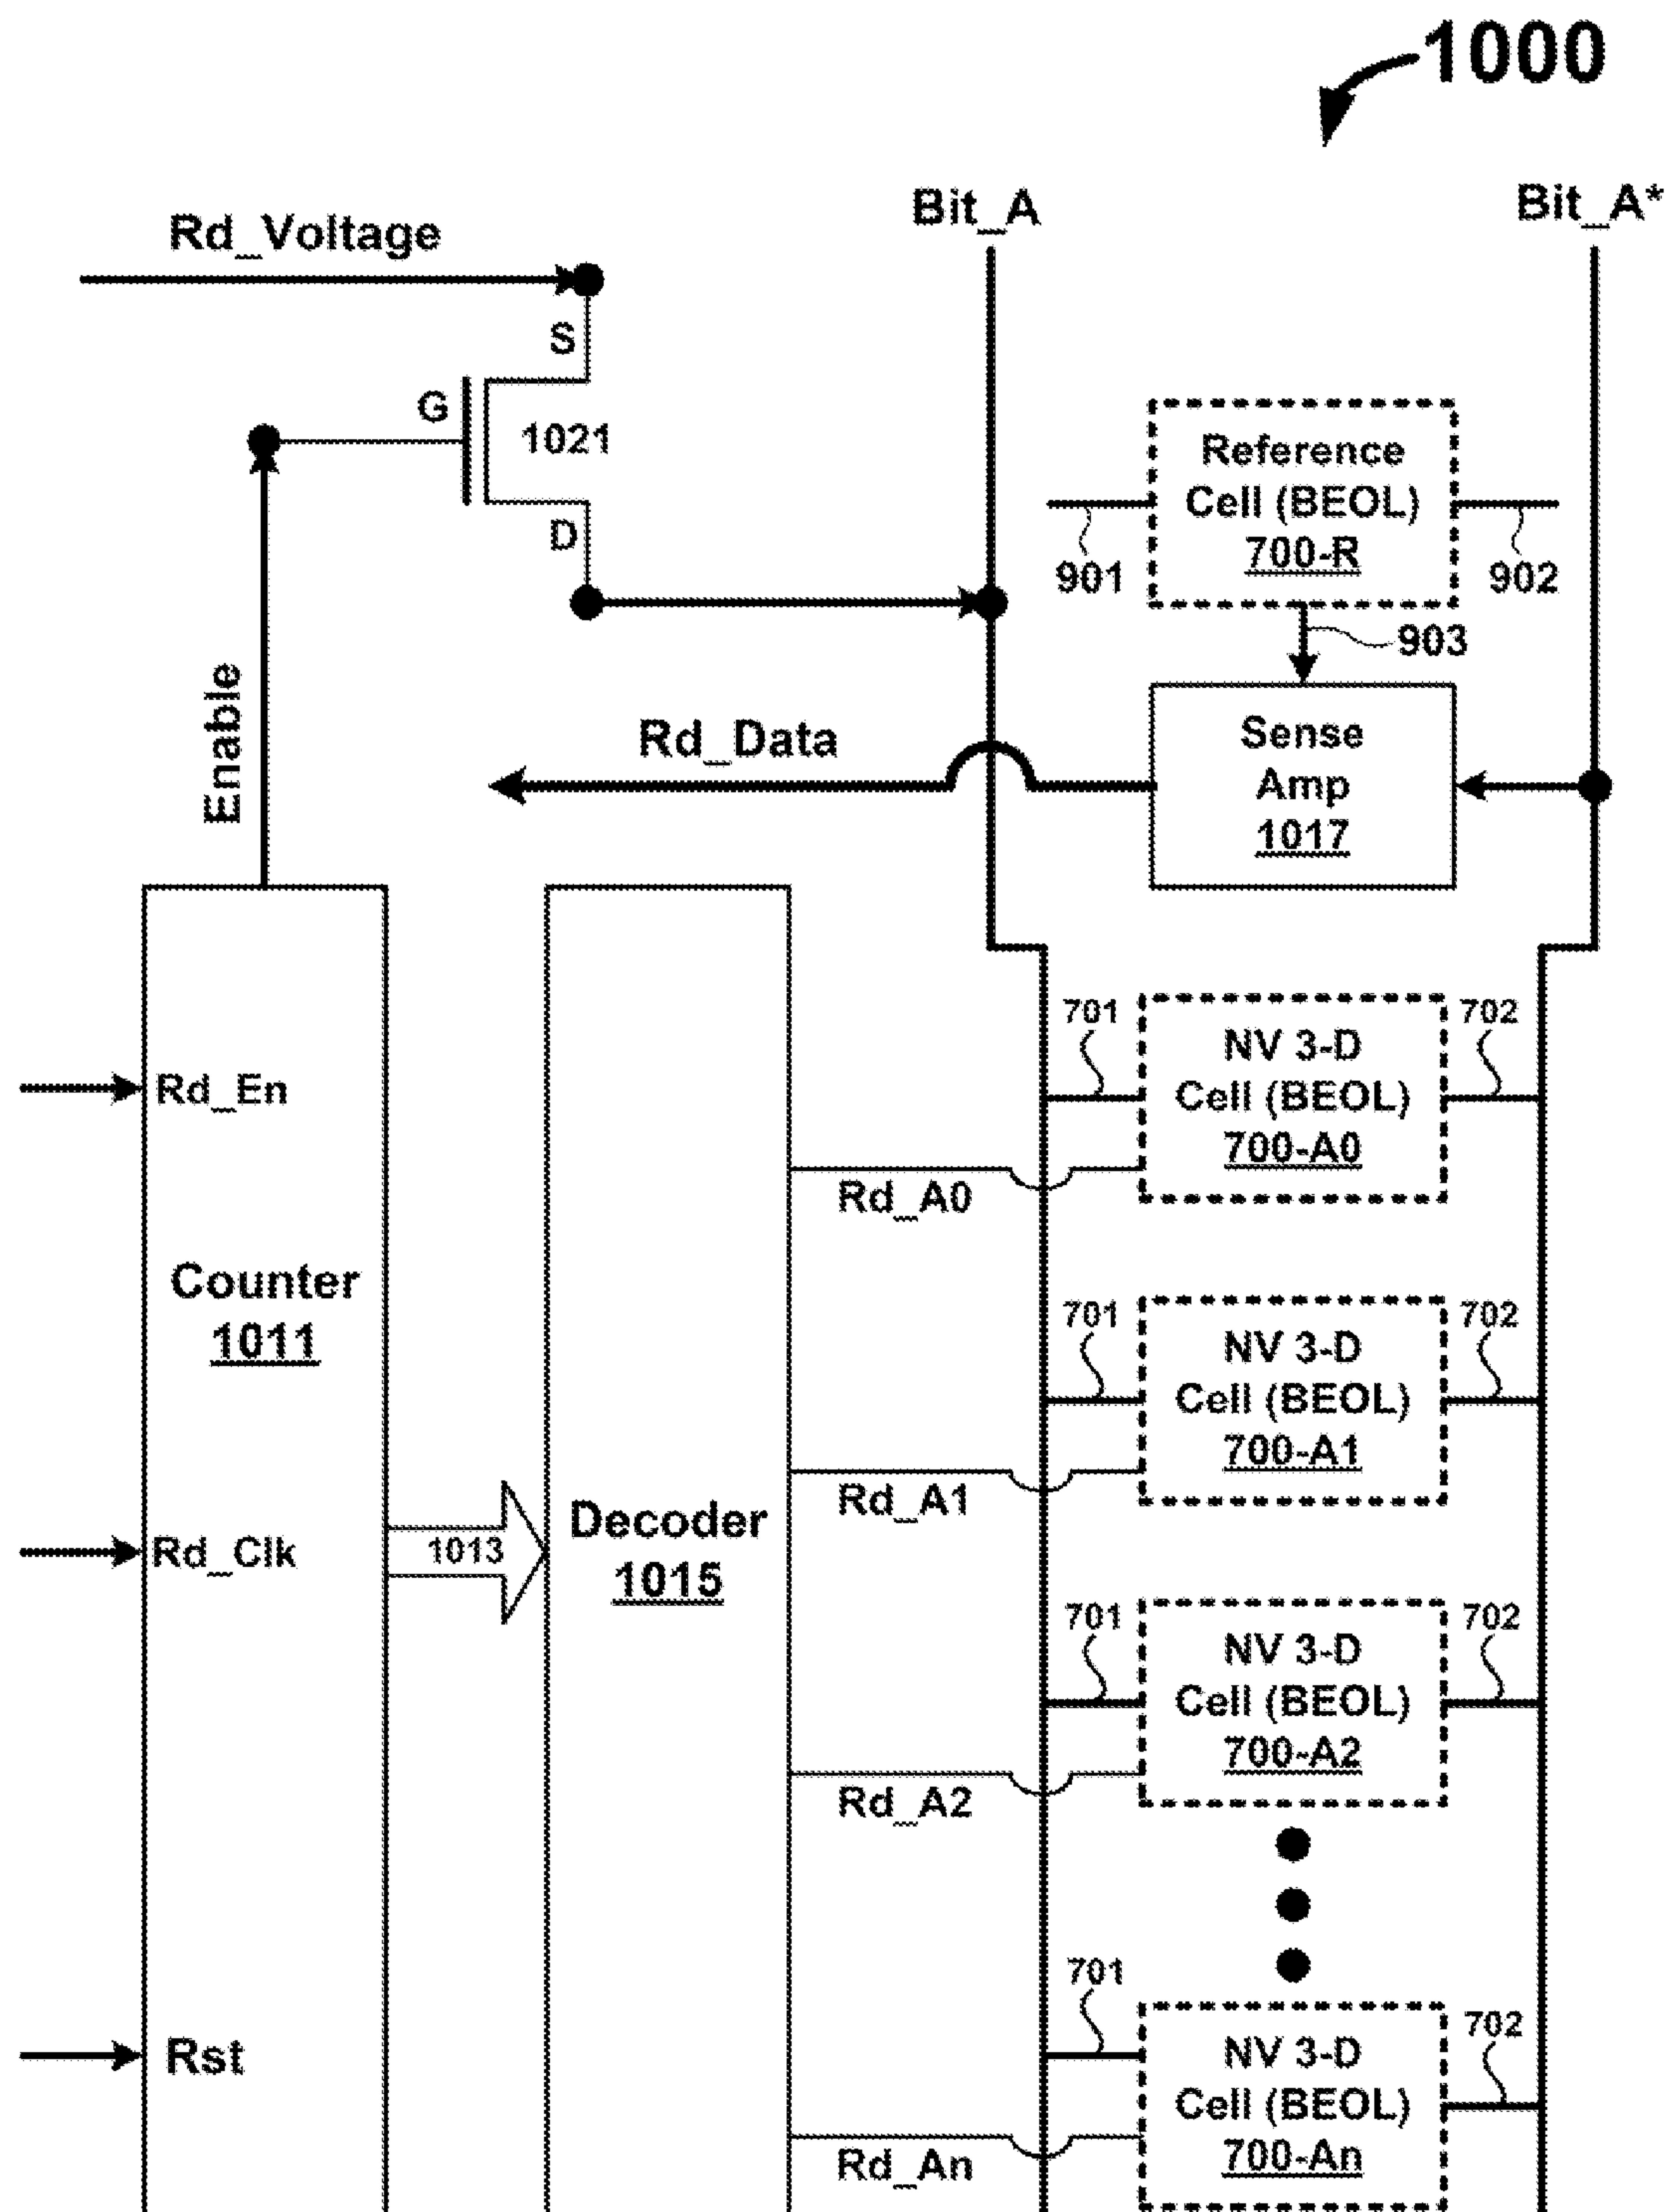 1000
Bit_A
Bit_A*
Rd_Voltage
S
G
1021
D
Reference
Cell (BEOL)
700-R
901
902
903
Enable
Rd_Data
Sense
Amp
1017
Rd_En
Counter
1011
Rd_Clk
Rst
1013
Decoder
1015
701
NV 3-D
Cell (BEOL)
700-A0
702
Rd_A0
701
NV 3-D
Cell (BEOL)
700-A1
702
Rd_A1
701
NV 3-D
Cell (BEOL)
700-A2
702
Rd_A2
701
NV 3-D
Cell (BEOL)
700-An
702
Rd_An